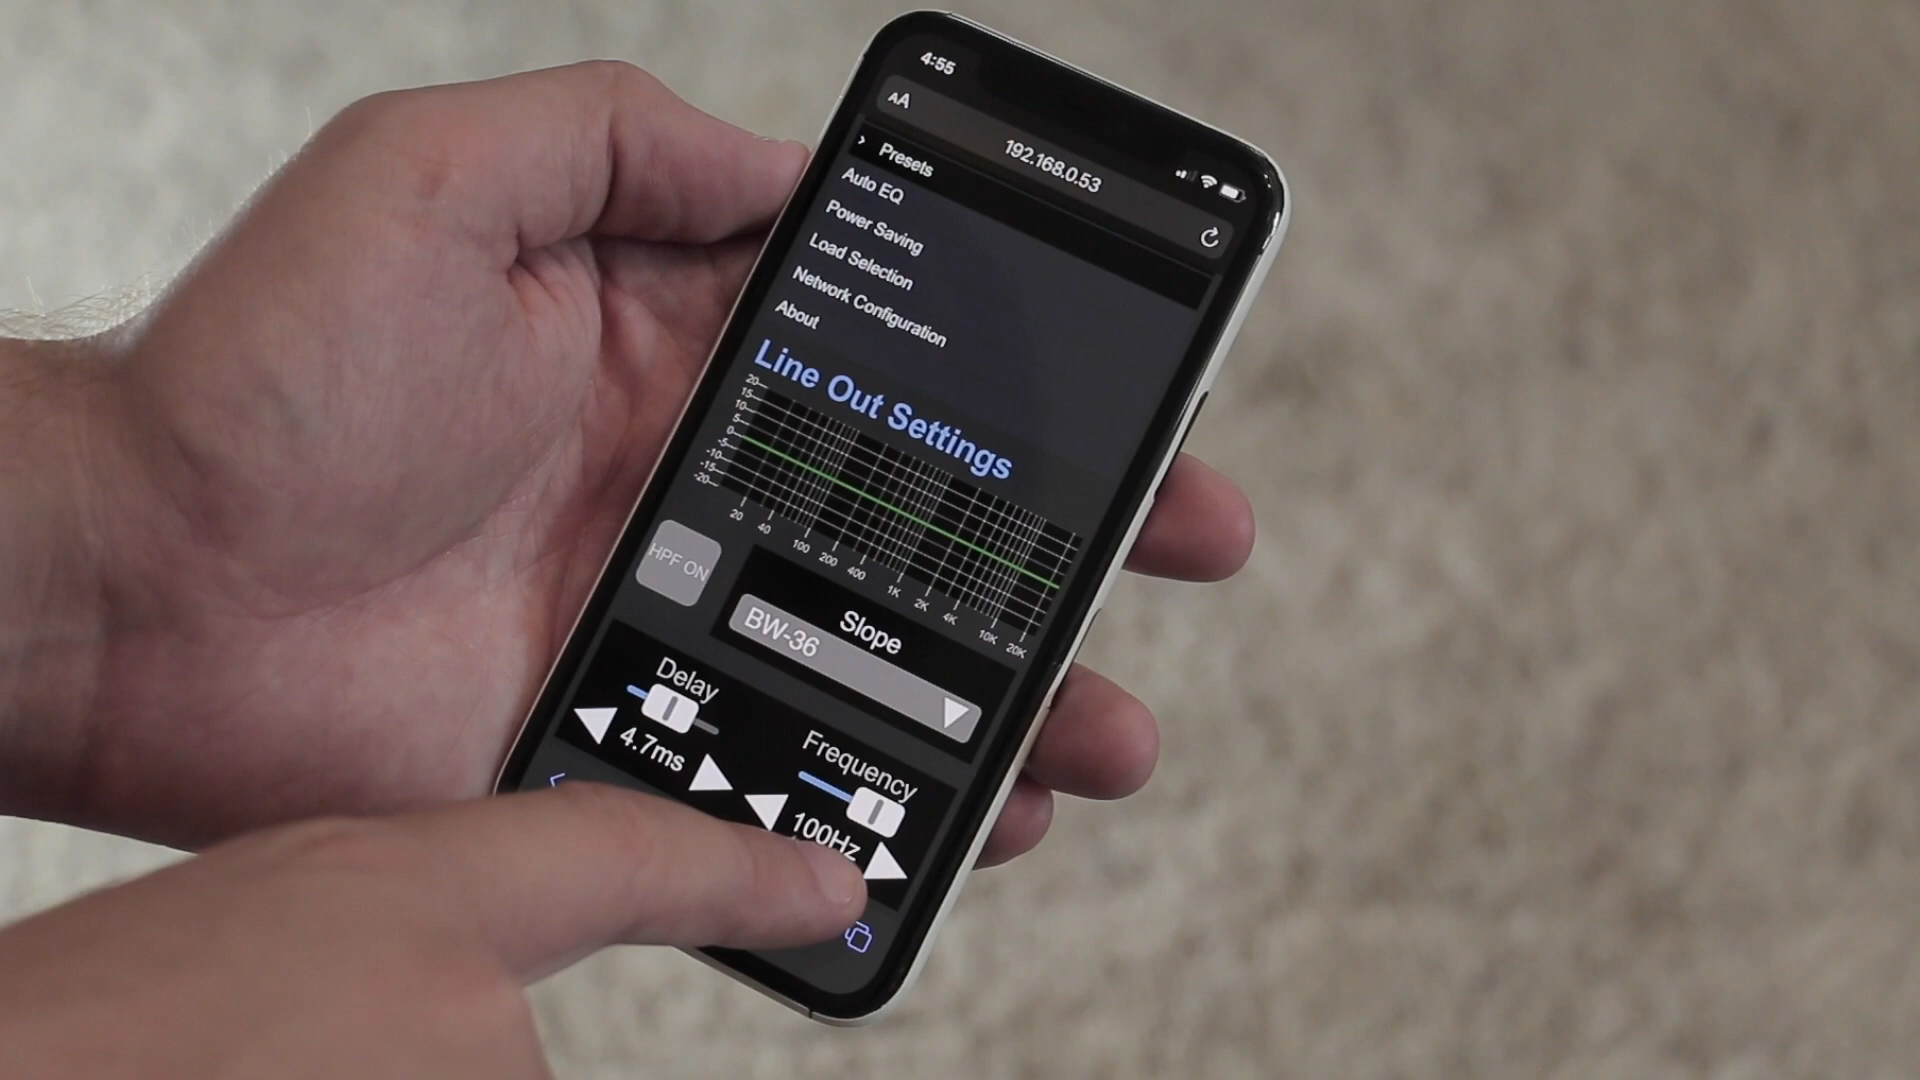 4:55
AA
192.168.0.53
› Presets
Auto EQ
Power Saving
Load Selection
Network Configuration
About
Line Out Settings
20
15
10
5
0
-5
-10
-15
-20
20 40 100 200 400 1K 2K 4K 10K 20K
HPF ON
Slope
BW-36
Delay
4.7ms
Frequency
100Hz